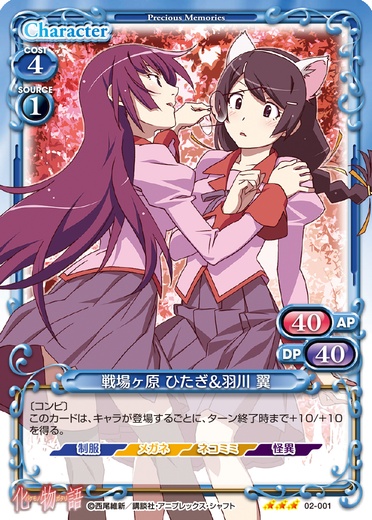 Precious Memories
Character
COST
4
SOURCE
1
40 AP
DP 40
戦場ヶ原 ひたぎ&羽川 翼
〔コンビ〕
このカードは、キャラが登場するごとに、ターン終了時まで+10/+10
を得る。
制服 メガネ ネコミミ 怪異
化物語
©西尾維新/講談社・アニプレックス・シャフト
02-001